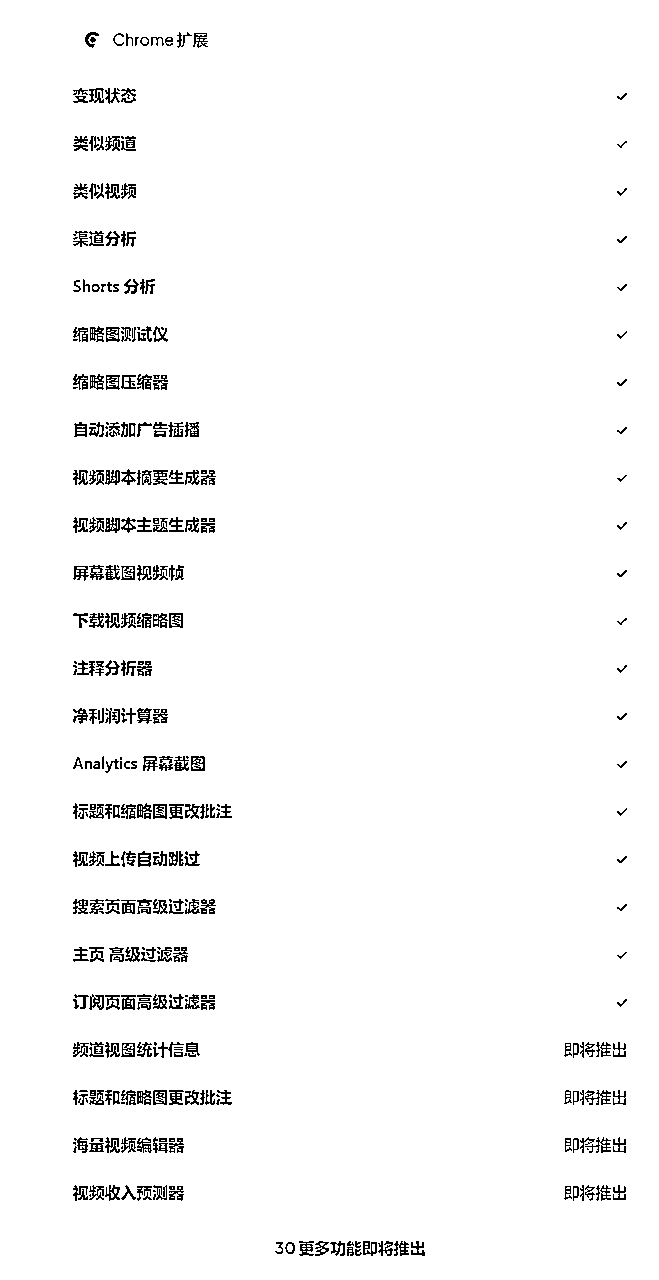 Chrome 扩展
变现状态 ✓
类似频道 ✓
类似视频 ✓
渠道分析 ✓
Shorts 分析 ✓
缩略图测试仪 ✓
缩略图压缩器 ✓
自动添加广告插播 ✓
视频脚本摘要生成器 ✓
视频脚本主题生成器 ✓
屏幕截图视频帧 ✓
下载视频缩略图 ✓
注释分析器 ✓
净利润计算器 ✓
Analytics 屏幕截图 ✓
标题和缩略图更改批注 ✓
视频上传自动跳过 ✓
搜索页面高级过滤器 ✓
主页 高级过滤器 ✓
订阅页面高级过滤器 ✓
频道视图统计信息 即将推出
标题和缩略图更改批注 即将推出
海量视频编辑器 即将推出
视频收入预测器 即将推出
30 更多功能即将推出